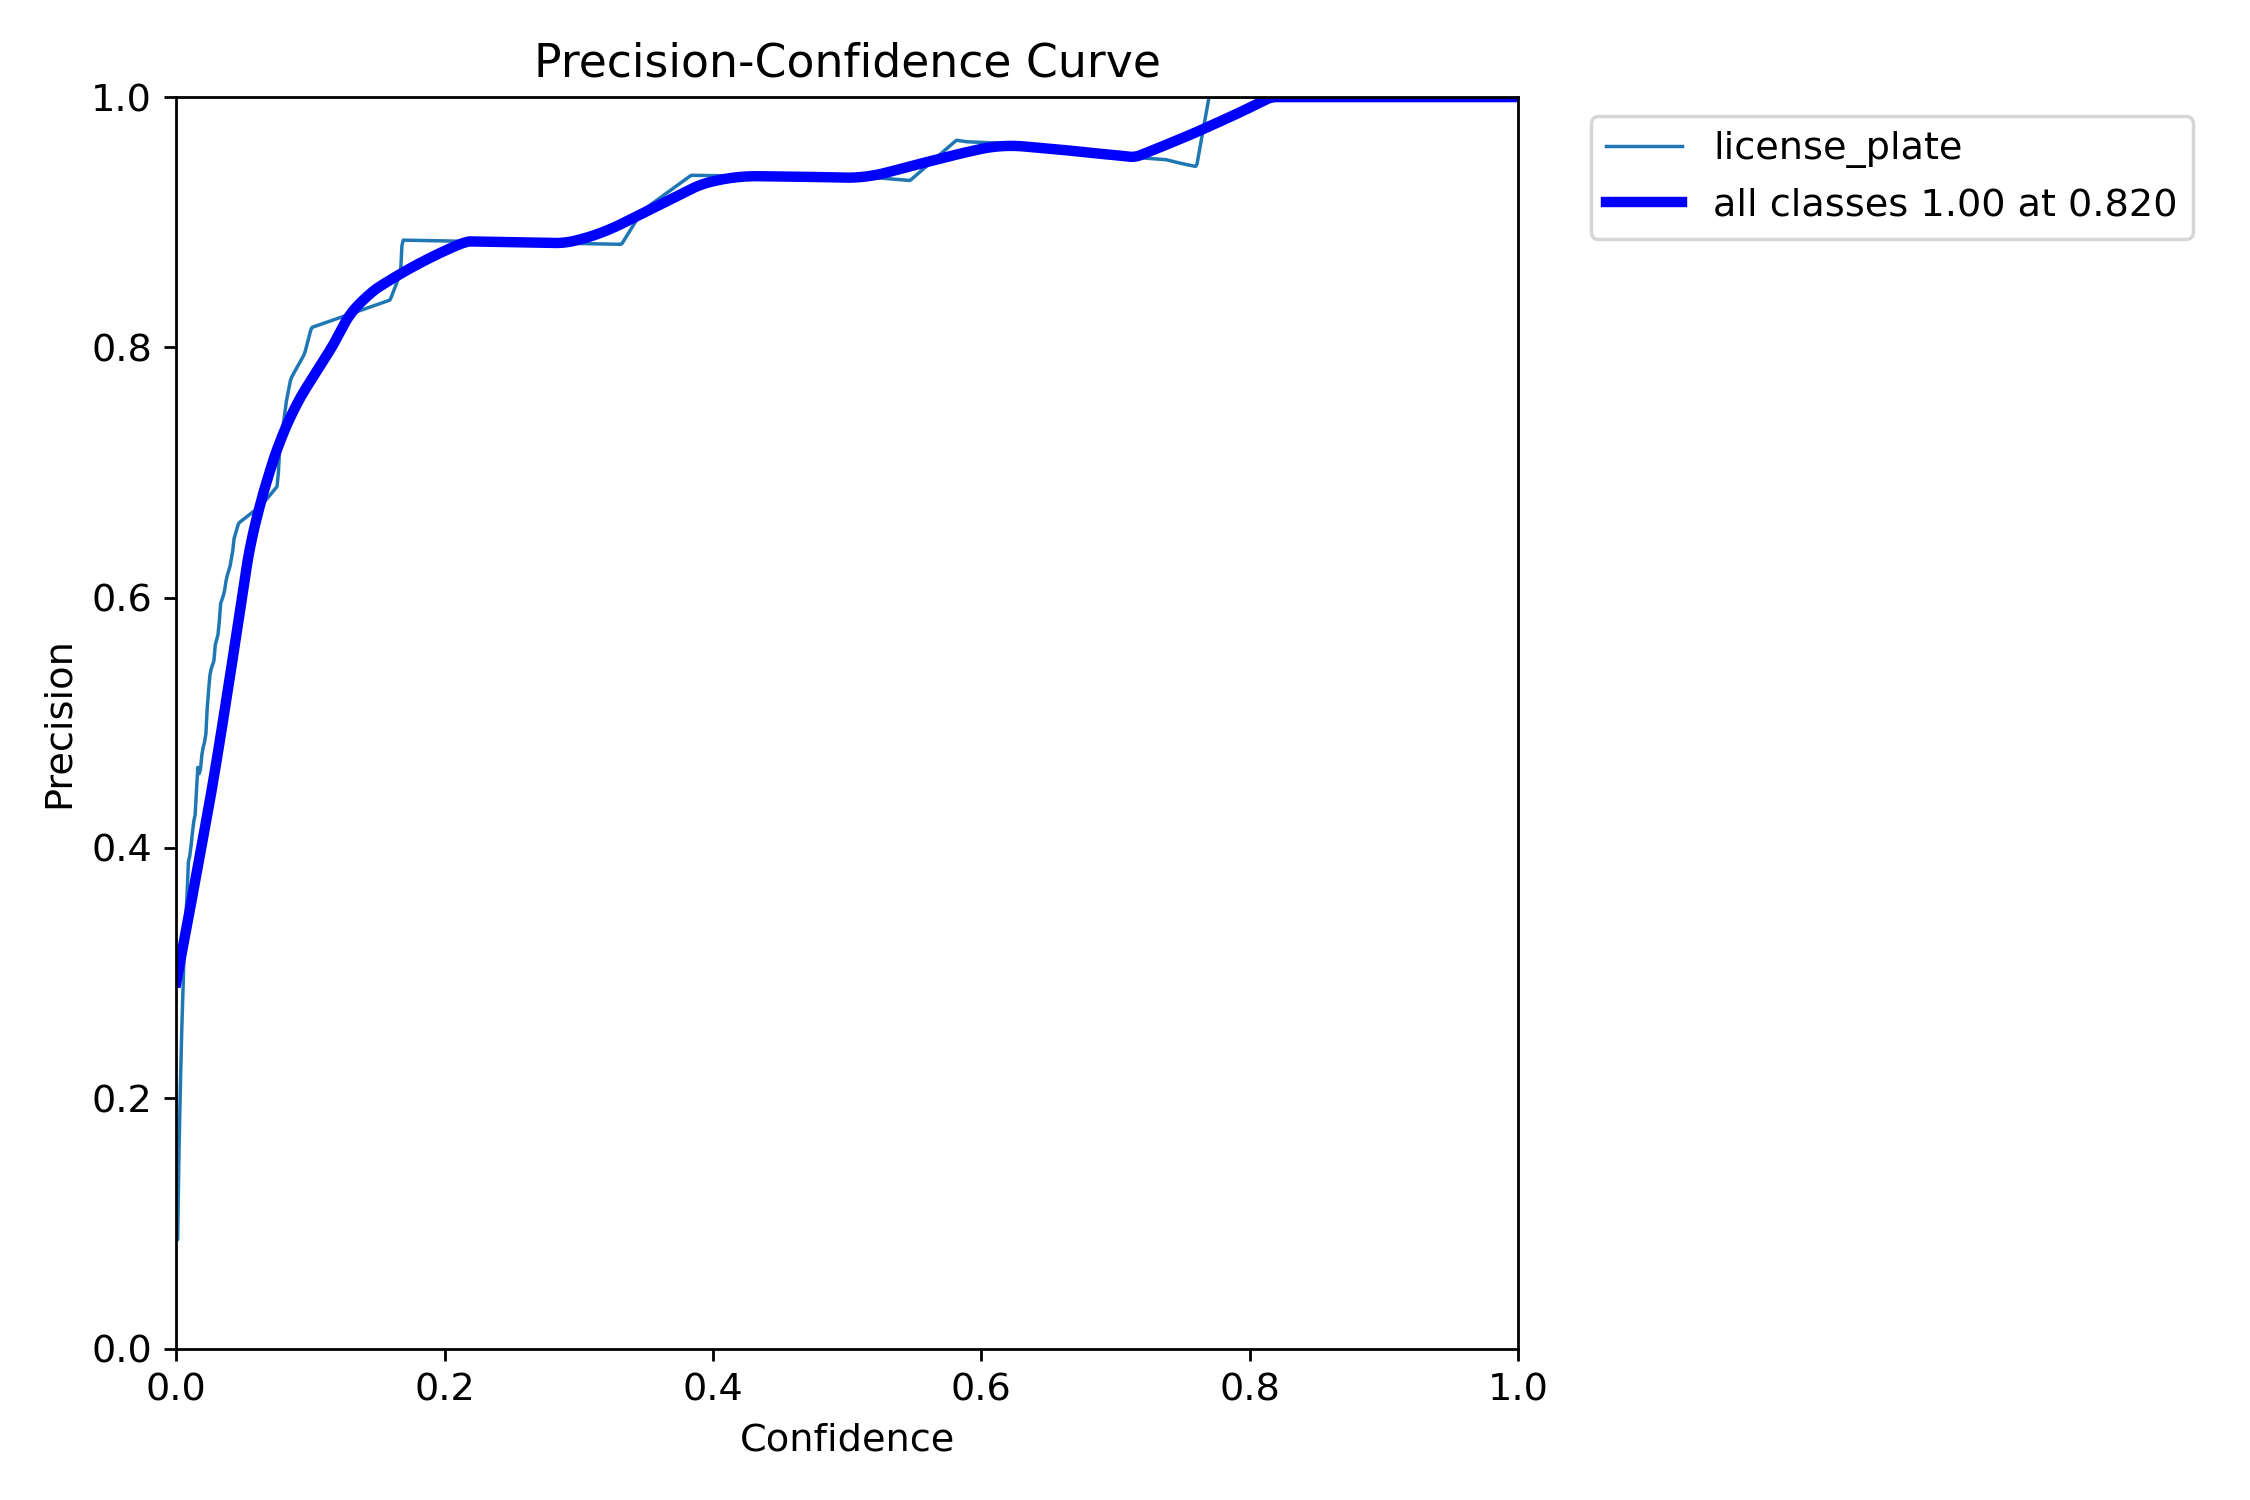 Precision-Confidence Curve
1.0
0.8
0.6
0.4
0.2
0.0
Precision
0.0 0.2 0.4 0.6 0.8 1.0
Confidence
license_plate
all classes 1.00 at 0.820